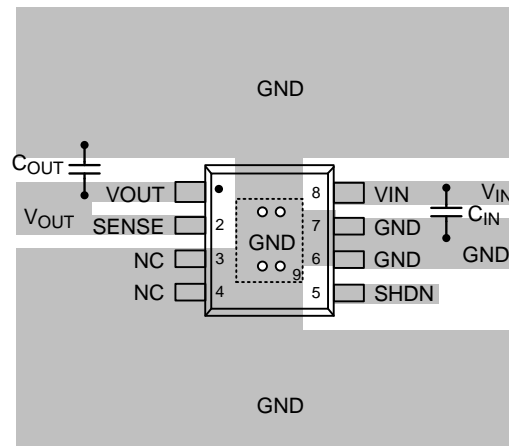 GND
COUT
VOUT 8 VIN VIN
VOUT SENSE 2 7 GND CIN
GND
NC 3 6 GND GND
9
NC 4 5 SHDN
GND